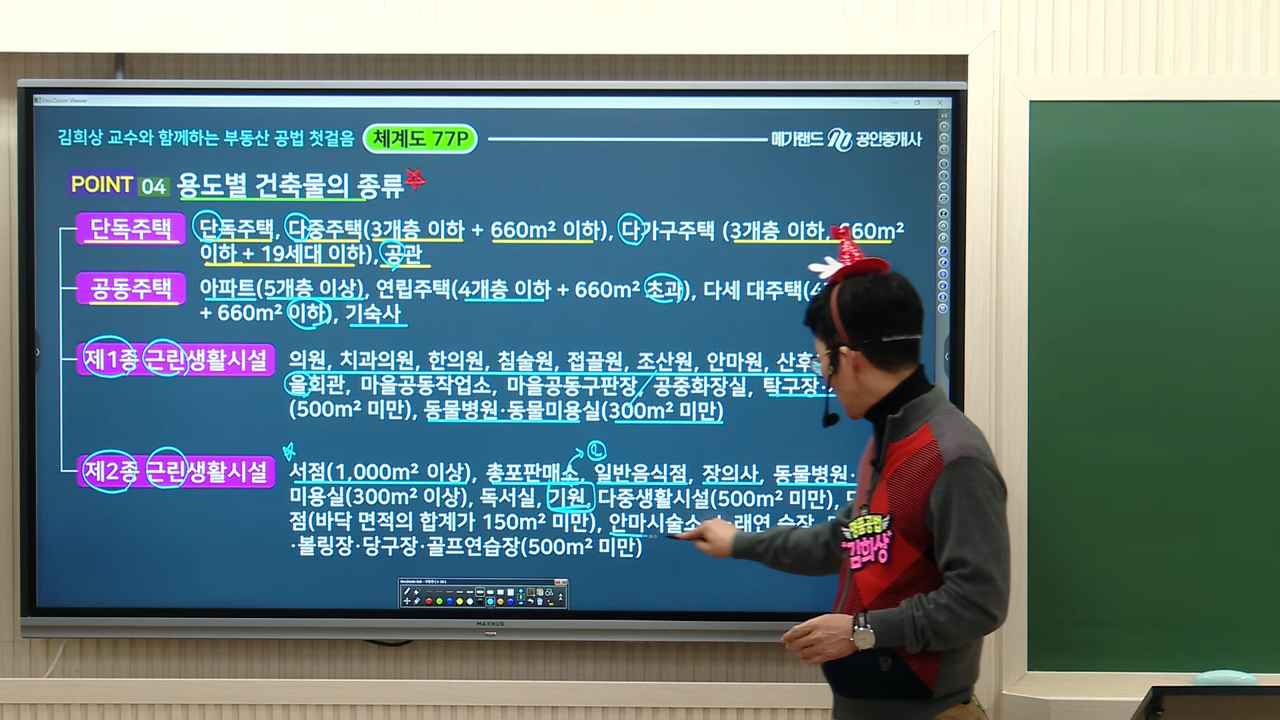 DocZoom Viewer
김희상 교수와 함께하는 부동산 공법 첫걸음 체계도 77P 메가랜드 공인중개사
POINT 04 용도별 건축물의 종류
단독주택 단독주택, 다중주택(3개층 이하 + 660m² 이하), 다가구주택 (3개층 이하, 660m²
이하 + 19세대 이하), 공관
공동주택 아파트(5개층 이상), 연립주택(4개층 이하 + 660m² 초과), 다세 대주택(4
+ 660m² 이하), 기숙사
제1종 근린생활시설 의원, 치과의원, 한의원, 침술원, 접골원, 조산원, 안마원, 산후
을회관, 마을공동작업소, 마을공동구판장, 공중화장실, 탁구장·
(500m² 미만), 동물병원·동물미용실(300m² 미만)
제2종 근린생활시설 서점(1,000m² 이상), 총포판매소, 일반음식점, 장의사, 동물병원·
미용실(300m² 이상), 독서실, 기원, 다중생활시설(500m² 미만),
점(바닥 면적의 합계가 150m² 미만), 안마시술소 래연 습장,
·볼링장·당구장·골프연습장(500m² 미만)
MAXHUB
김희상